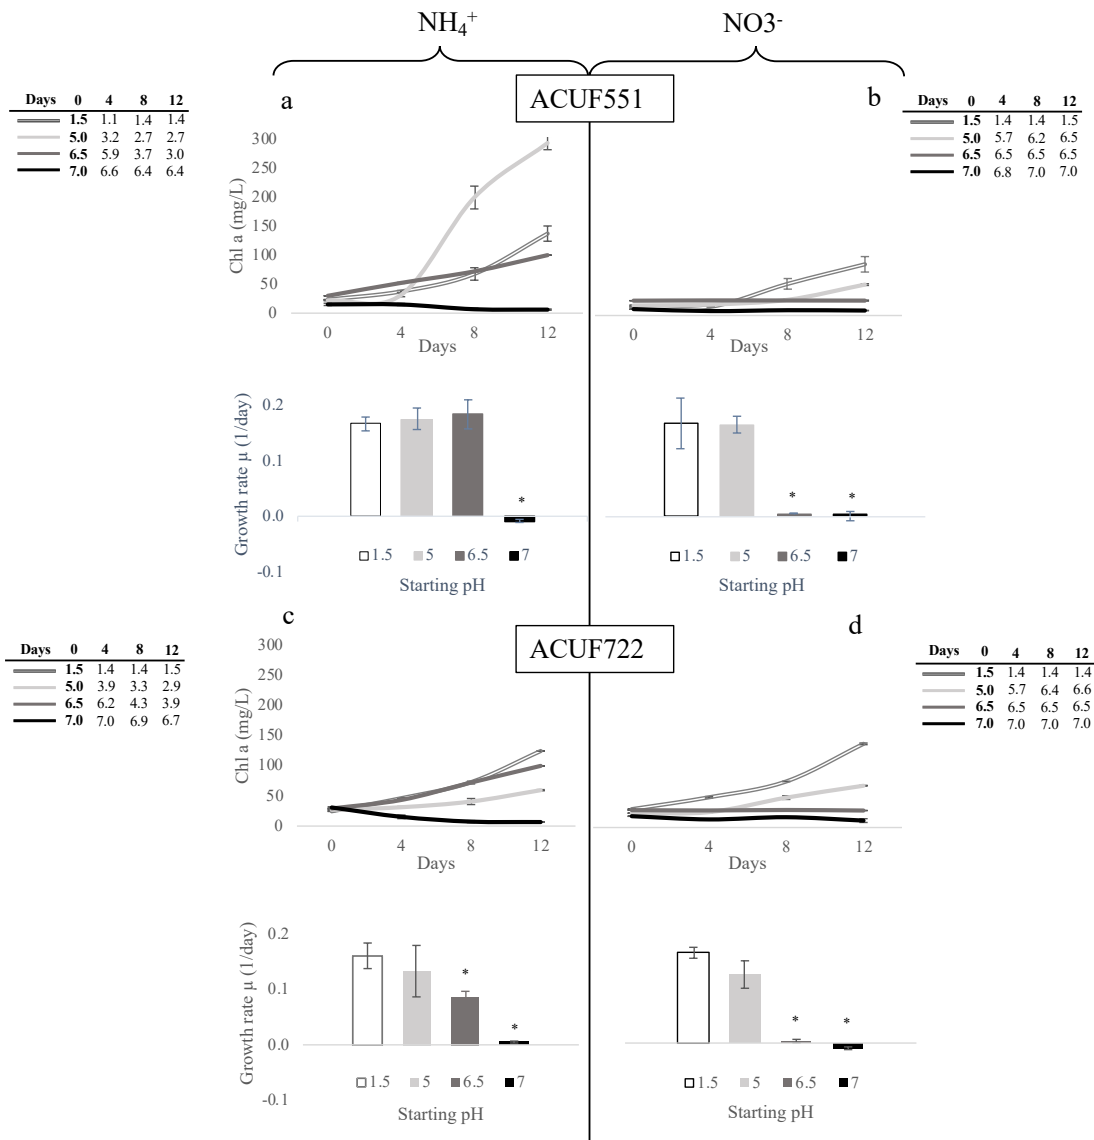 NH₄⁺ NO3⁻
ACUF551
a
b
Days 0 4 8 12
1.5 1.1 1.4 1.4
5.0 3.2 2.7 2.7
6.5 5.9 3.7 3.0
7.0 6.6 6.4 6.4
Days 0 4 8 12
1.5 1.4 1.4 1.5
5.0 5.7 6.2 6.5
6.5 6.5 6.5 6.5
7.0 6.8 7.0 7.0
Chl a (mg/L)
300
250
200
150
100
50
0
0 4 8 12
Days
0 4 8 12
Days
Growth rate µ (1/day)
0.2
0.1
0.0
-0.1
*
* *
1.5 5 6.5 7
Starting pH
1.5 5 6.5 7
Starting pH
c
d
ACUF722
Days 0 4 8 12
1.5 1.4 1.4 1.5
5.0 3.9 3.3 2.9
6.5 6.2 4.3 3.9
7.0 7.0 6.9 6.7
Days 0 4 8 12
1.5 1.4 1.4 1.4
5.0 5.7 6.4 6.6
6.5 6.5 6.5 6.5
7.0 7.0 7.0 7.0
Chl a (mg/L)
300
250
200
150
100
50
0
0 4 8 12
Days
0 4 8 12
Days
Growth rate µ (1/day)
0.2
0.1
0.0
-0.1
* *
* *
1.5 5 6.5 7
Starting pH
1.5 5 6.5 7
Starting pH